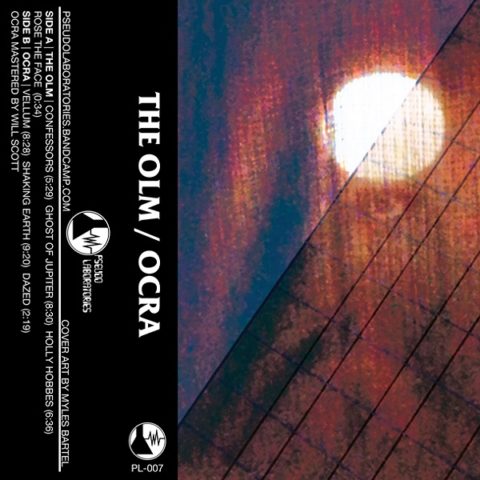 PSEUDOLABORATORIES.BANDCAMP.COM
COVER ART BY MYLES BARTEL
SIDE A | THE OLM | CONFESSORS (5:29) GHOST OF JUPITER (8:30) HOLLY HOBBES (6:36)
ROSE THE FACE (0:34)
SIDE B | OCRA | VELLUM (8:28) SHAKING EARTH (9:20) DAZED (2:19)
OCRA MASTERED BY WILL SCOTT
PSEUDO
LABORATORIES
THE OLM / OCRA
PL-007